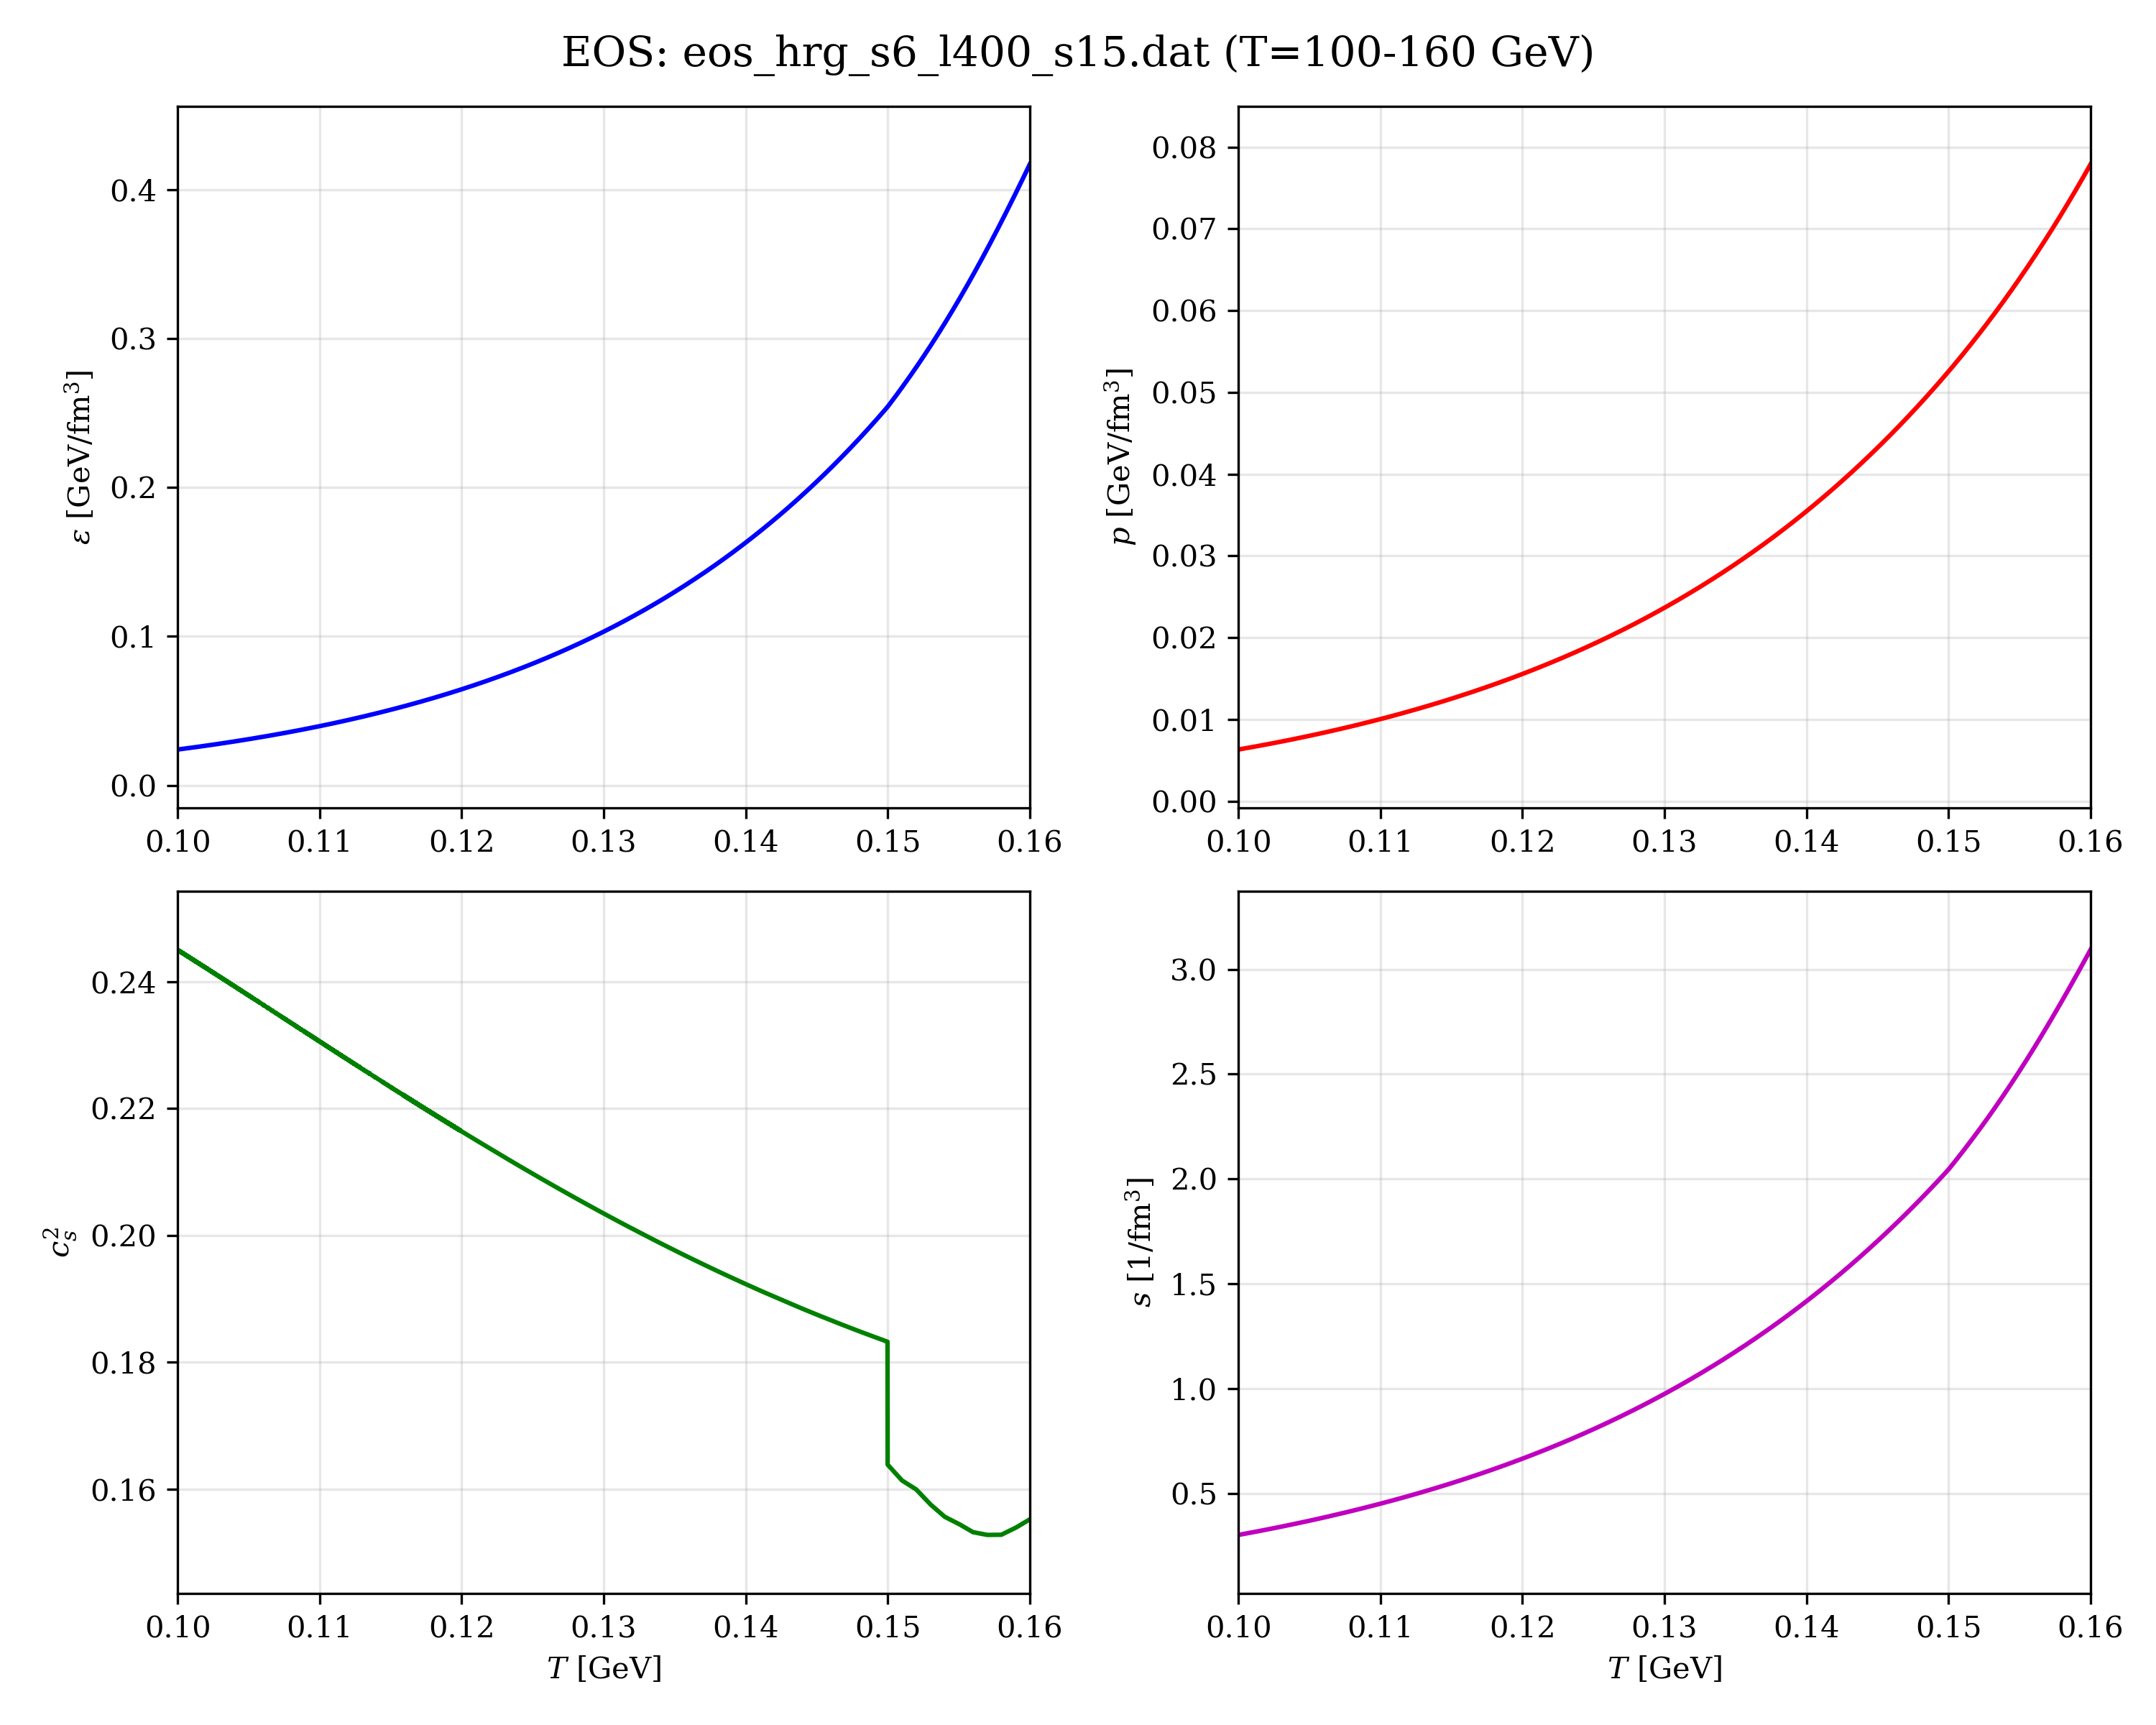 EOS: eos_hrg_s6_l400_s15.dat (T=100-160 GeV)
0.4
0.3
0.2
0.1
0.0
ε [GeV/fm³]
0.10 0.11 0.12 0.13 0.14 0.15 0.16
0.08
0.07
0.06
0.05
0.04
0.03
0.02
0.01
0.00
p [GeV/fm³]
0.10 0.11 0.12 0.13 0.14 0.15 0.16
0.24
0.22
0.20
0.18
0.16
c_s²
0.10 0.11 0.12 0.13 0.14 0.15 0.16
T [GeV]
3.0
2.5
2.0
1.5
1.0
0.5
s [1/fm³]
0.10 0.11 0.12 0.13 0.14 0.15 0.16
T [GeV]